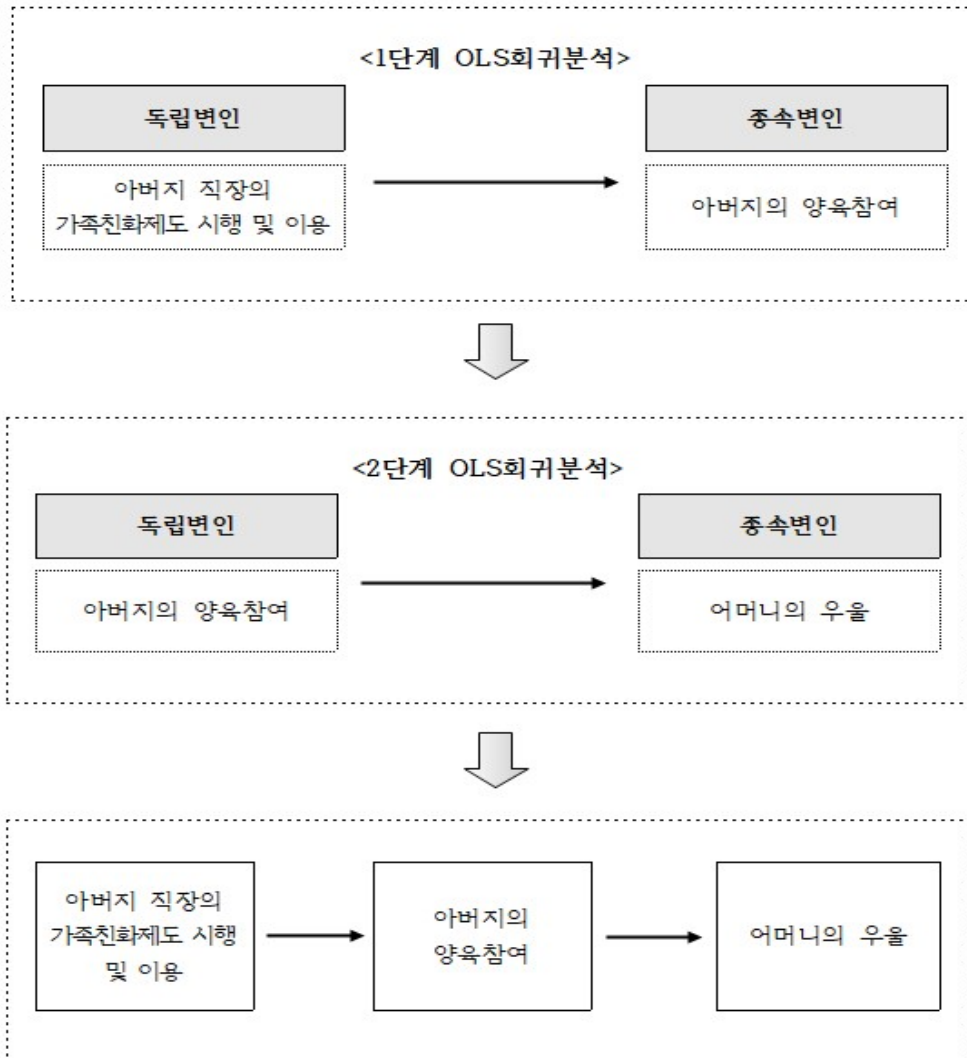 <1단계 OLS회귀분석>
독립변인
종속변인
아버지 직장의
가족친화제도 시행 및 이용
아버지의 양육참여
<2단계 OLS회귀분석>
독립변인
종속변인
아버지의 양육참여
어머니의 우울
아버지 직장의
가족친화제도 시행
및 이용
아버지의
양육참여
어머니의 우울